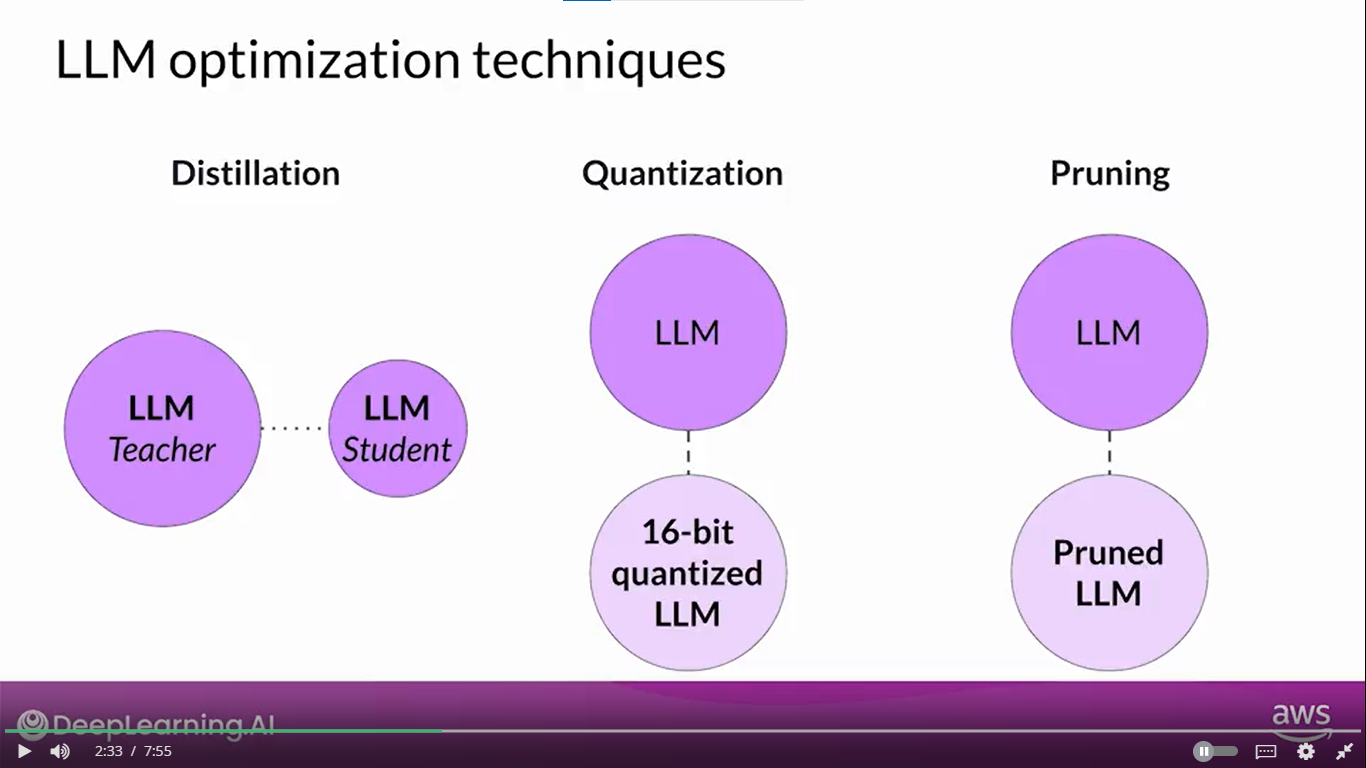 LLM optimization techniques
Distillation
Quantization
Pruning
LLM
Teacher
LLM
Student
LLM
16-bit
quantized
LLM
LLM
Pruned
LLM
DeepLearning.AI
aws
2:33 / 7:55